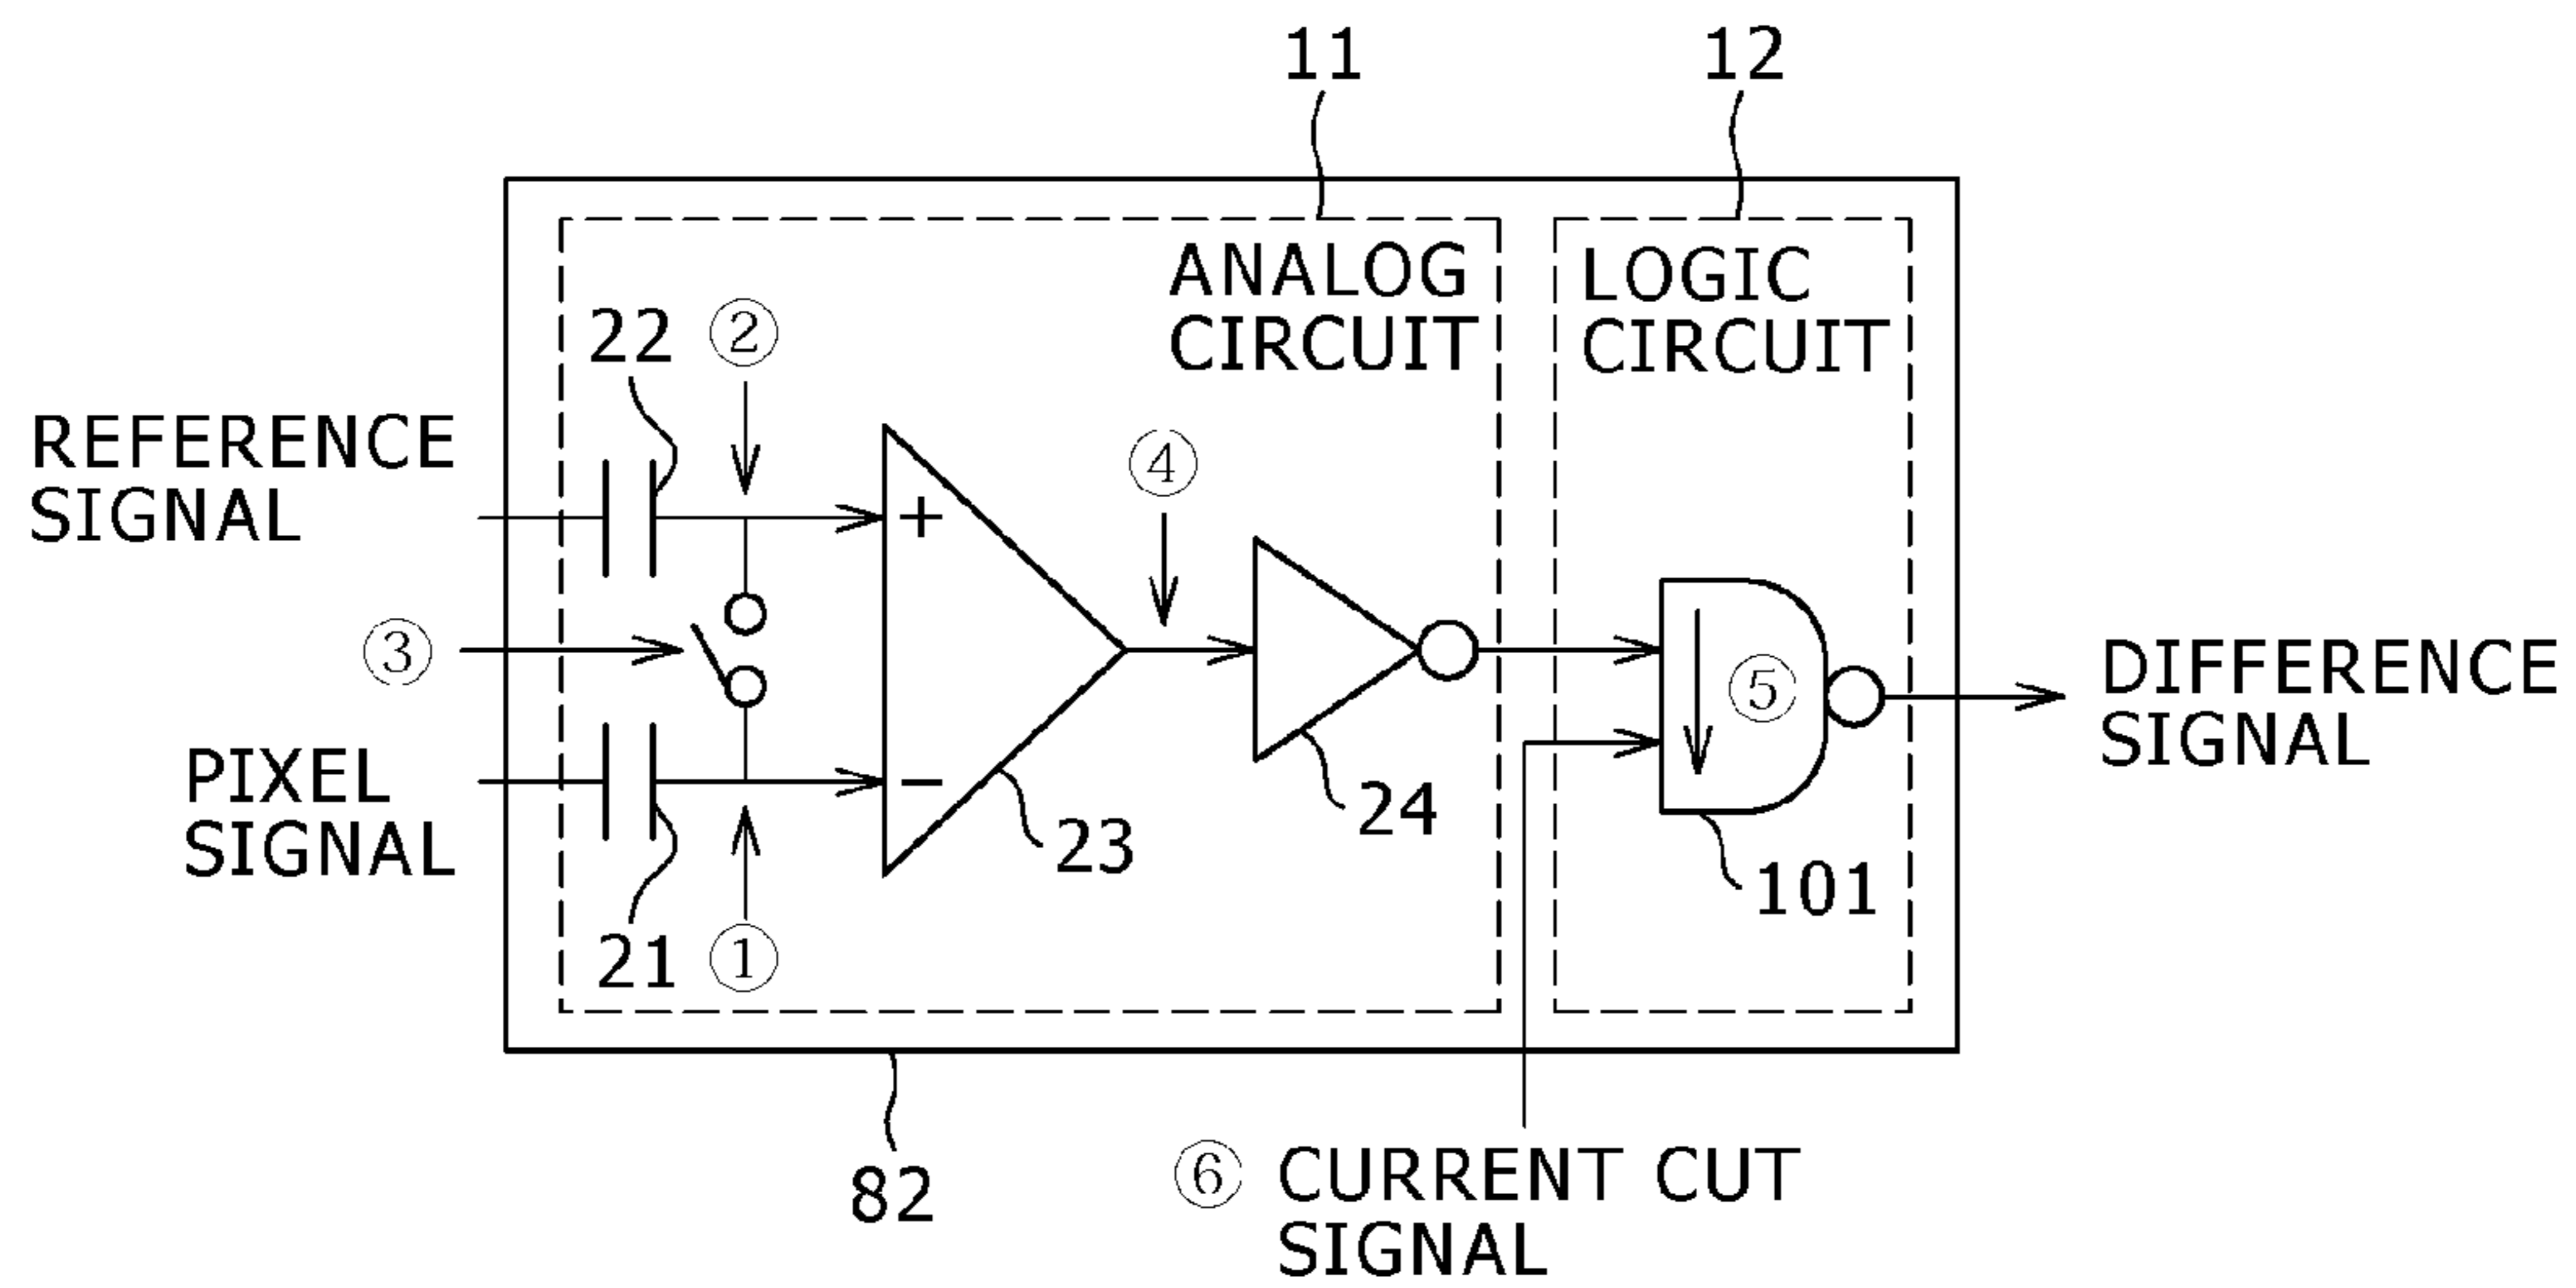 11
12
ANALOG
CIRCUIT
LOGIC
CIRCUIT
22
②
REFERENCE
SIGNAL
+
④
③
⑤
DIFFERENCE
SIGNAL
PIXEL
SIGNAL
−
23
24
101
21
①
82
⑥ CURRENT CUT
SIGNAL